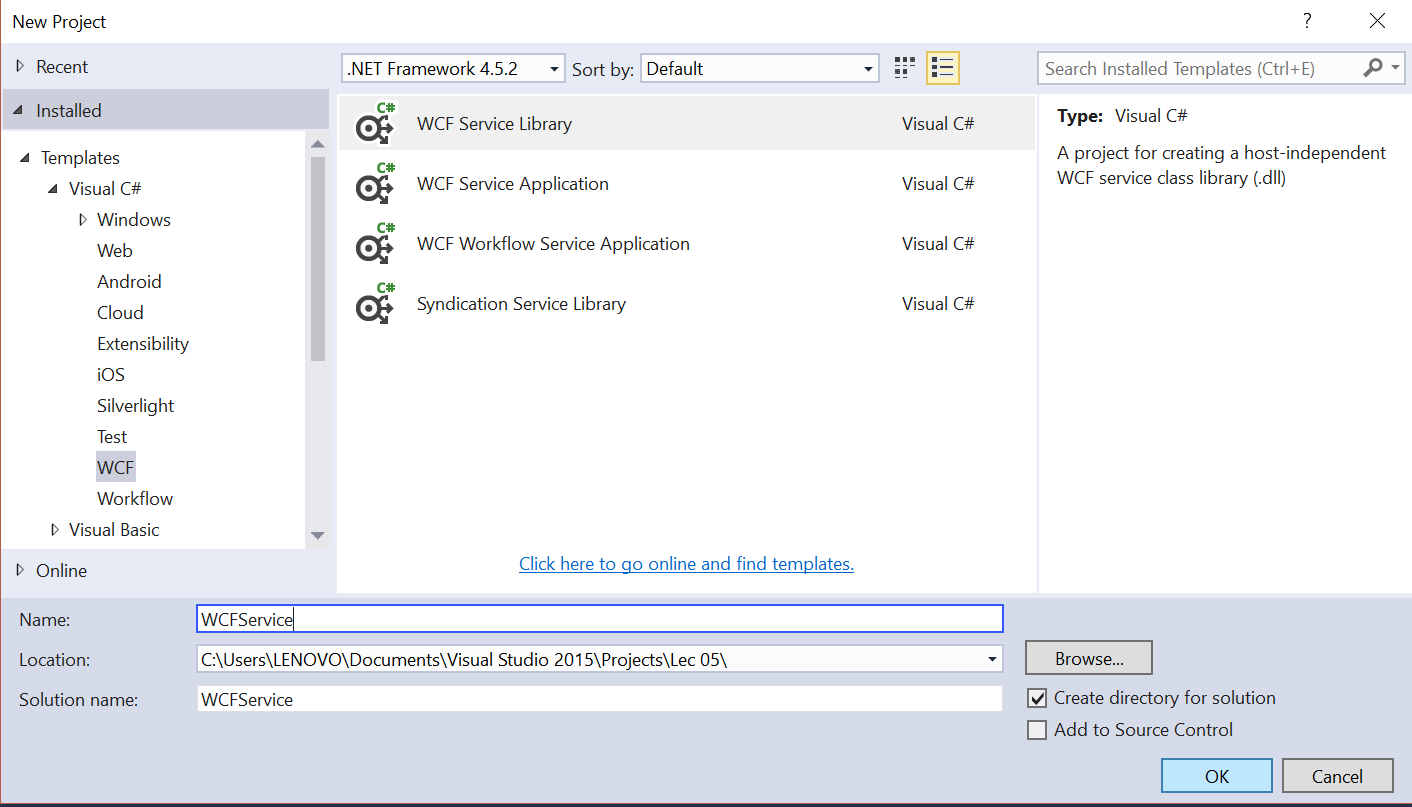 New Project
?
Recent
Installed
Templates
Visual C#
Windows
Web
Android
Cloud
Extensibility
iOS
Silverlight
Test
WCF
Workflow
Visual Basic
Online
.NET Framework 4.5.2
Sort by: Default
Search Installed Templates (Ctrl+E)
C# WCF Service Library Visual C#
C# WCF Service Application Visual C#
C# WCF Workflow Service Application Visual C#
C# Syndication Service Library Visual C#
Click here to go online and find templates.
Type: Visual C#
A project for creating a host-independent
WCF service class library (.dll)
Name: WCFService
Location: C:\Users\LENOVO\Documents\Visual Studio 2015\Projects\Lec 05\
Browse...
Solution name: WCFService
Create directory for solution
Add to Source Control
OK
Cancel